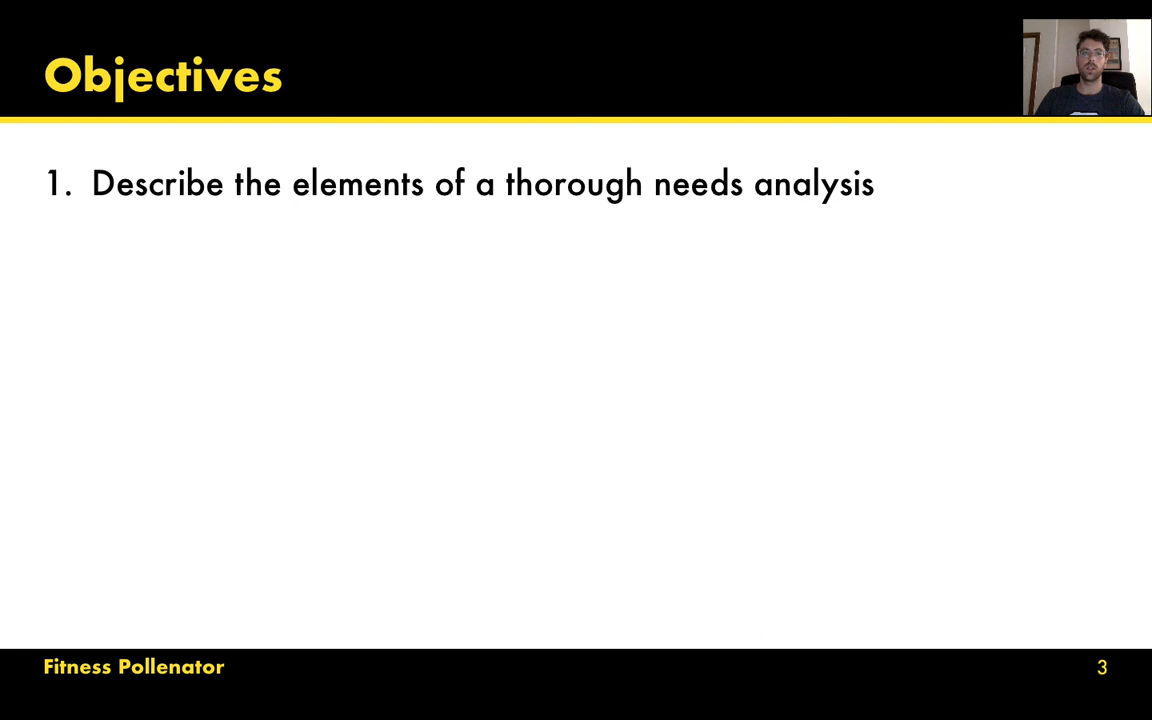 Objectives
1. Describe the elements of a thorough needs analysis
Fitness Pollenator
3